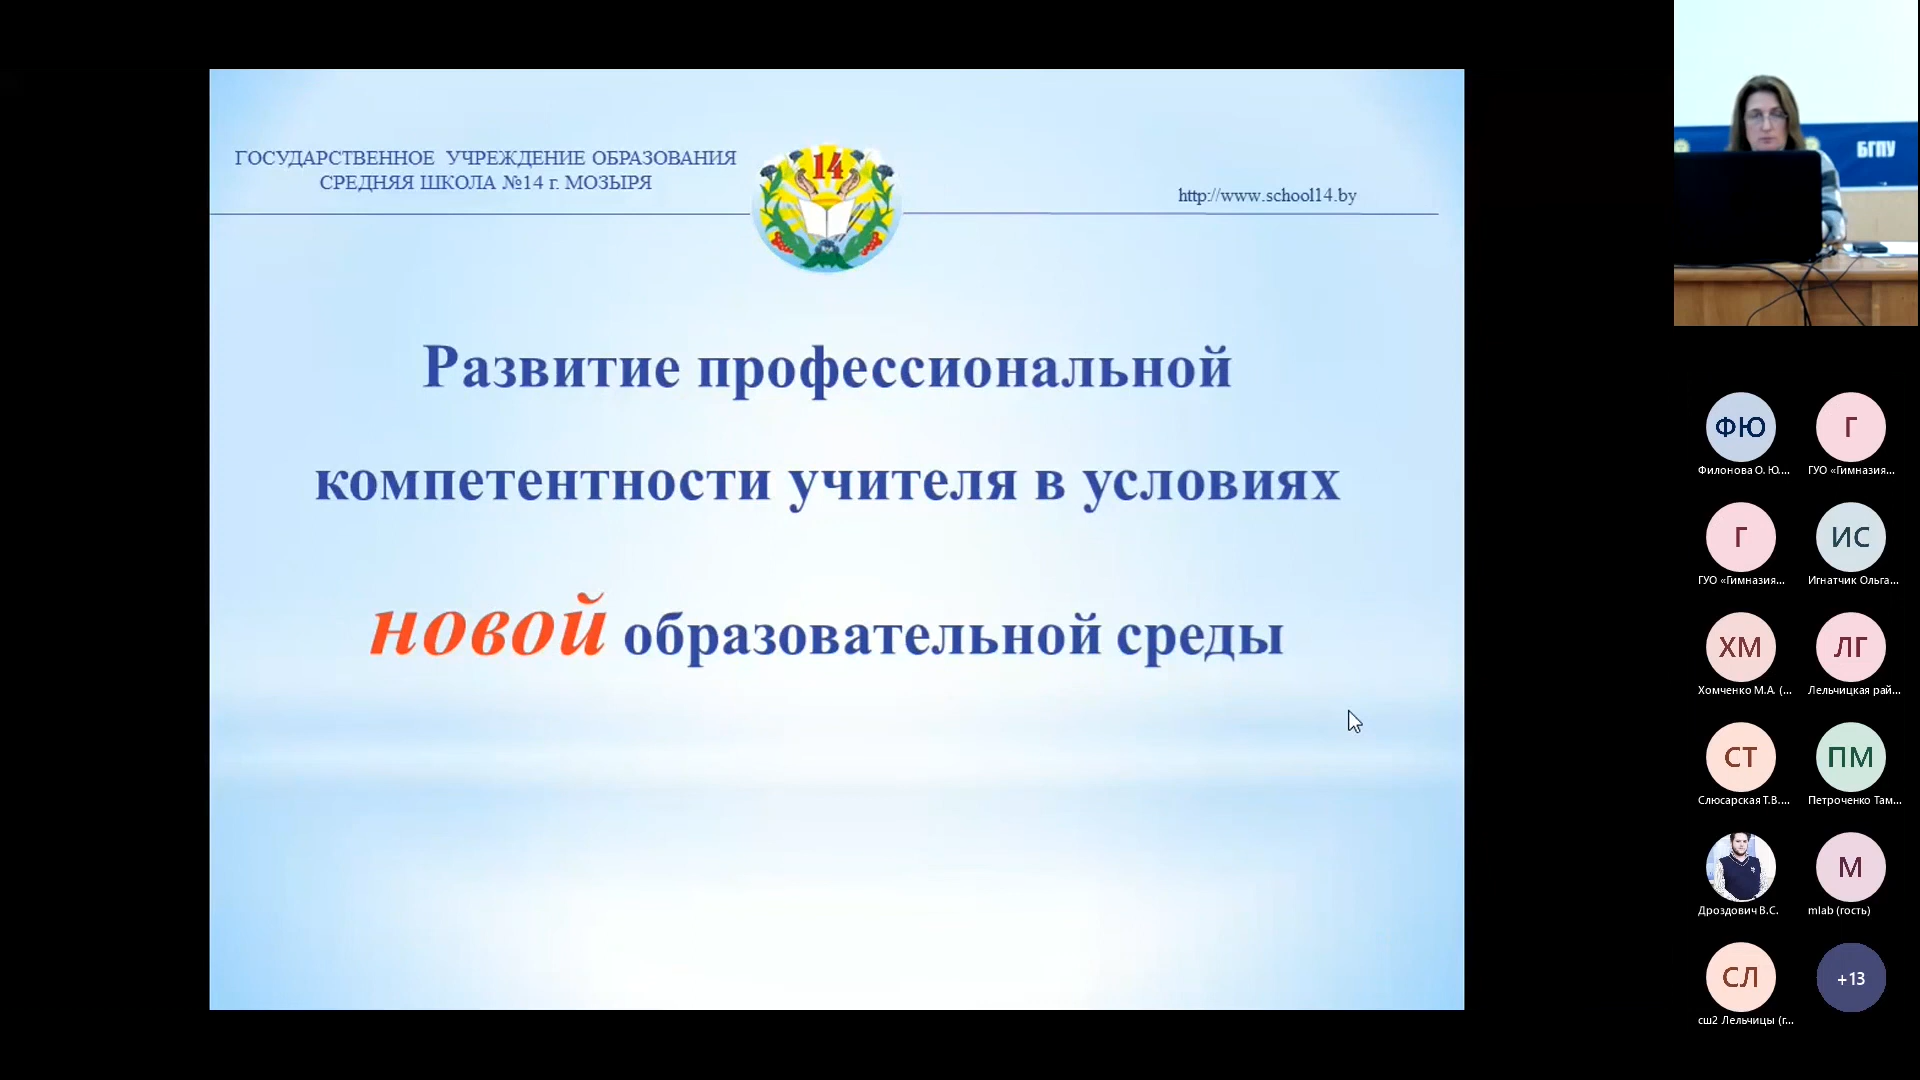 ГОСУДАРСТВЕННОЕ УЧРЕЖДЕНИЕ ОБРАЗОВАНИЯ
СРЕДНЯЯ ШКОЛА №14 г. МОЗЫРЯ
14
http://www.school14.by
Развитие профессиональной
компетентности учителя в условиях
новой образовательной среды
БГПУ
ФЮ
Г
Филонова О. Ю....
ГУО «Гимназия...
Г
ИС
ГУО «Гимназия...
Игнатчик Ольга...
ХМ
ЛГ
Хомченко М.А. (...
Лельчицкая рай...
СТ
ПМ
Слюсарская Т.В....
Петроченко Там...
М
Дроздович В.С.
mlab (гость)
СЛ
+13
сш2 Лельчицы (г...